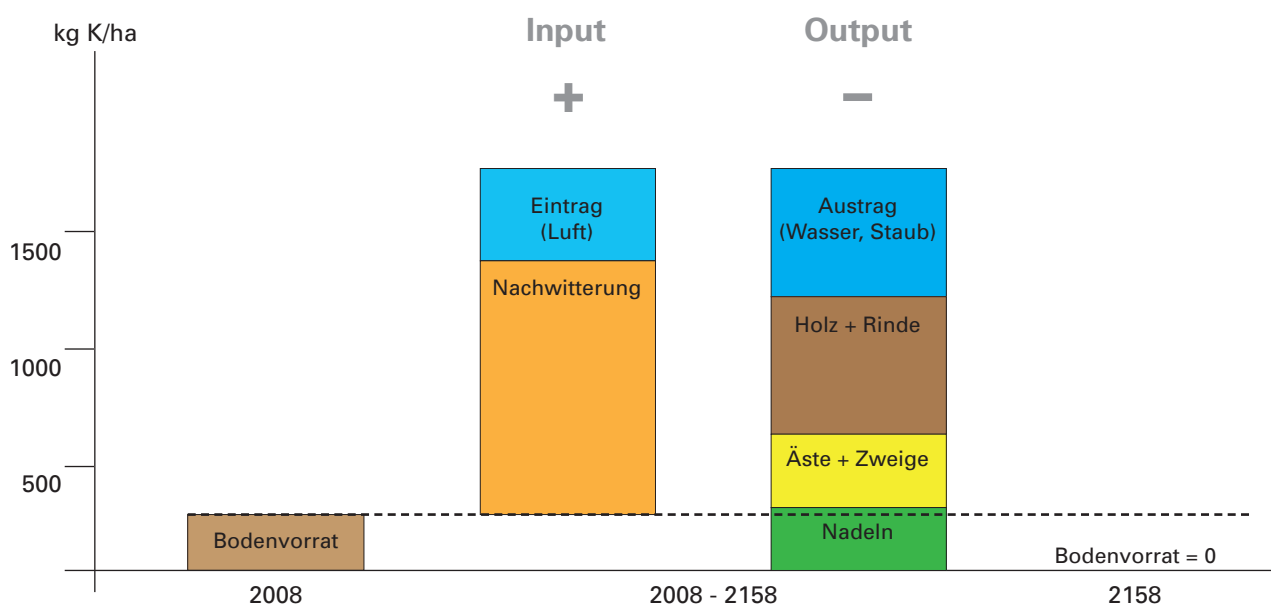 kg K/ha
Input
Output
+
−
Eintrag
(Luft)
Austrag
(Wasser, Staub)
1500
Nachwitterung
Holz + Rinde
1000
Äste + Zweige
500
Bodenvorrat
Nadeln
Bodenvorrat = 0
2008
2008 - 2158
2158